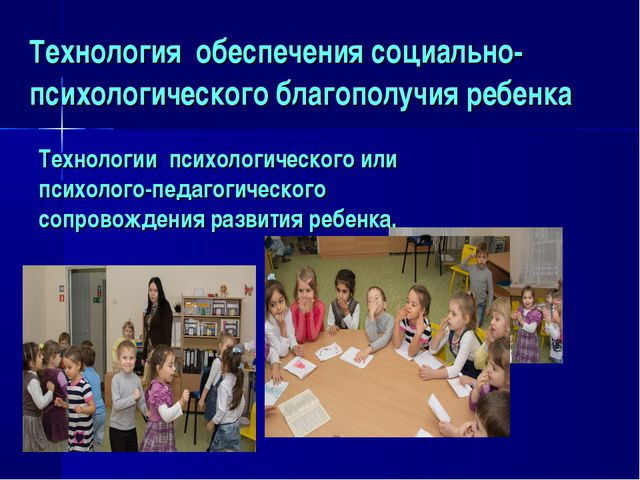 Технология обеспечения социально-
психологического благополучия ребенка
Технологии психологического или
психолого-педагогического
сопровождения развития ребенка.